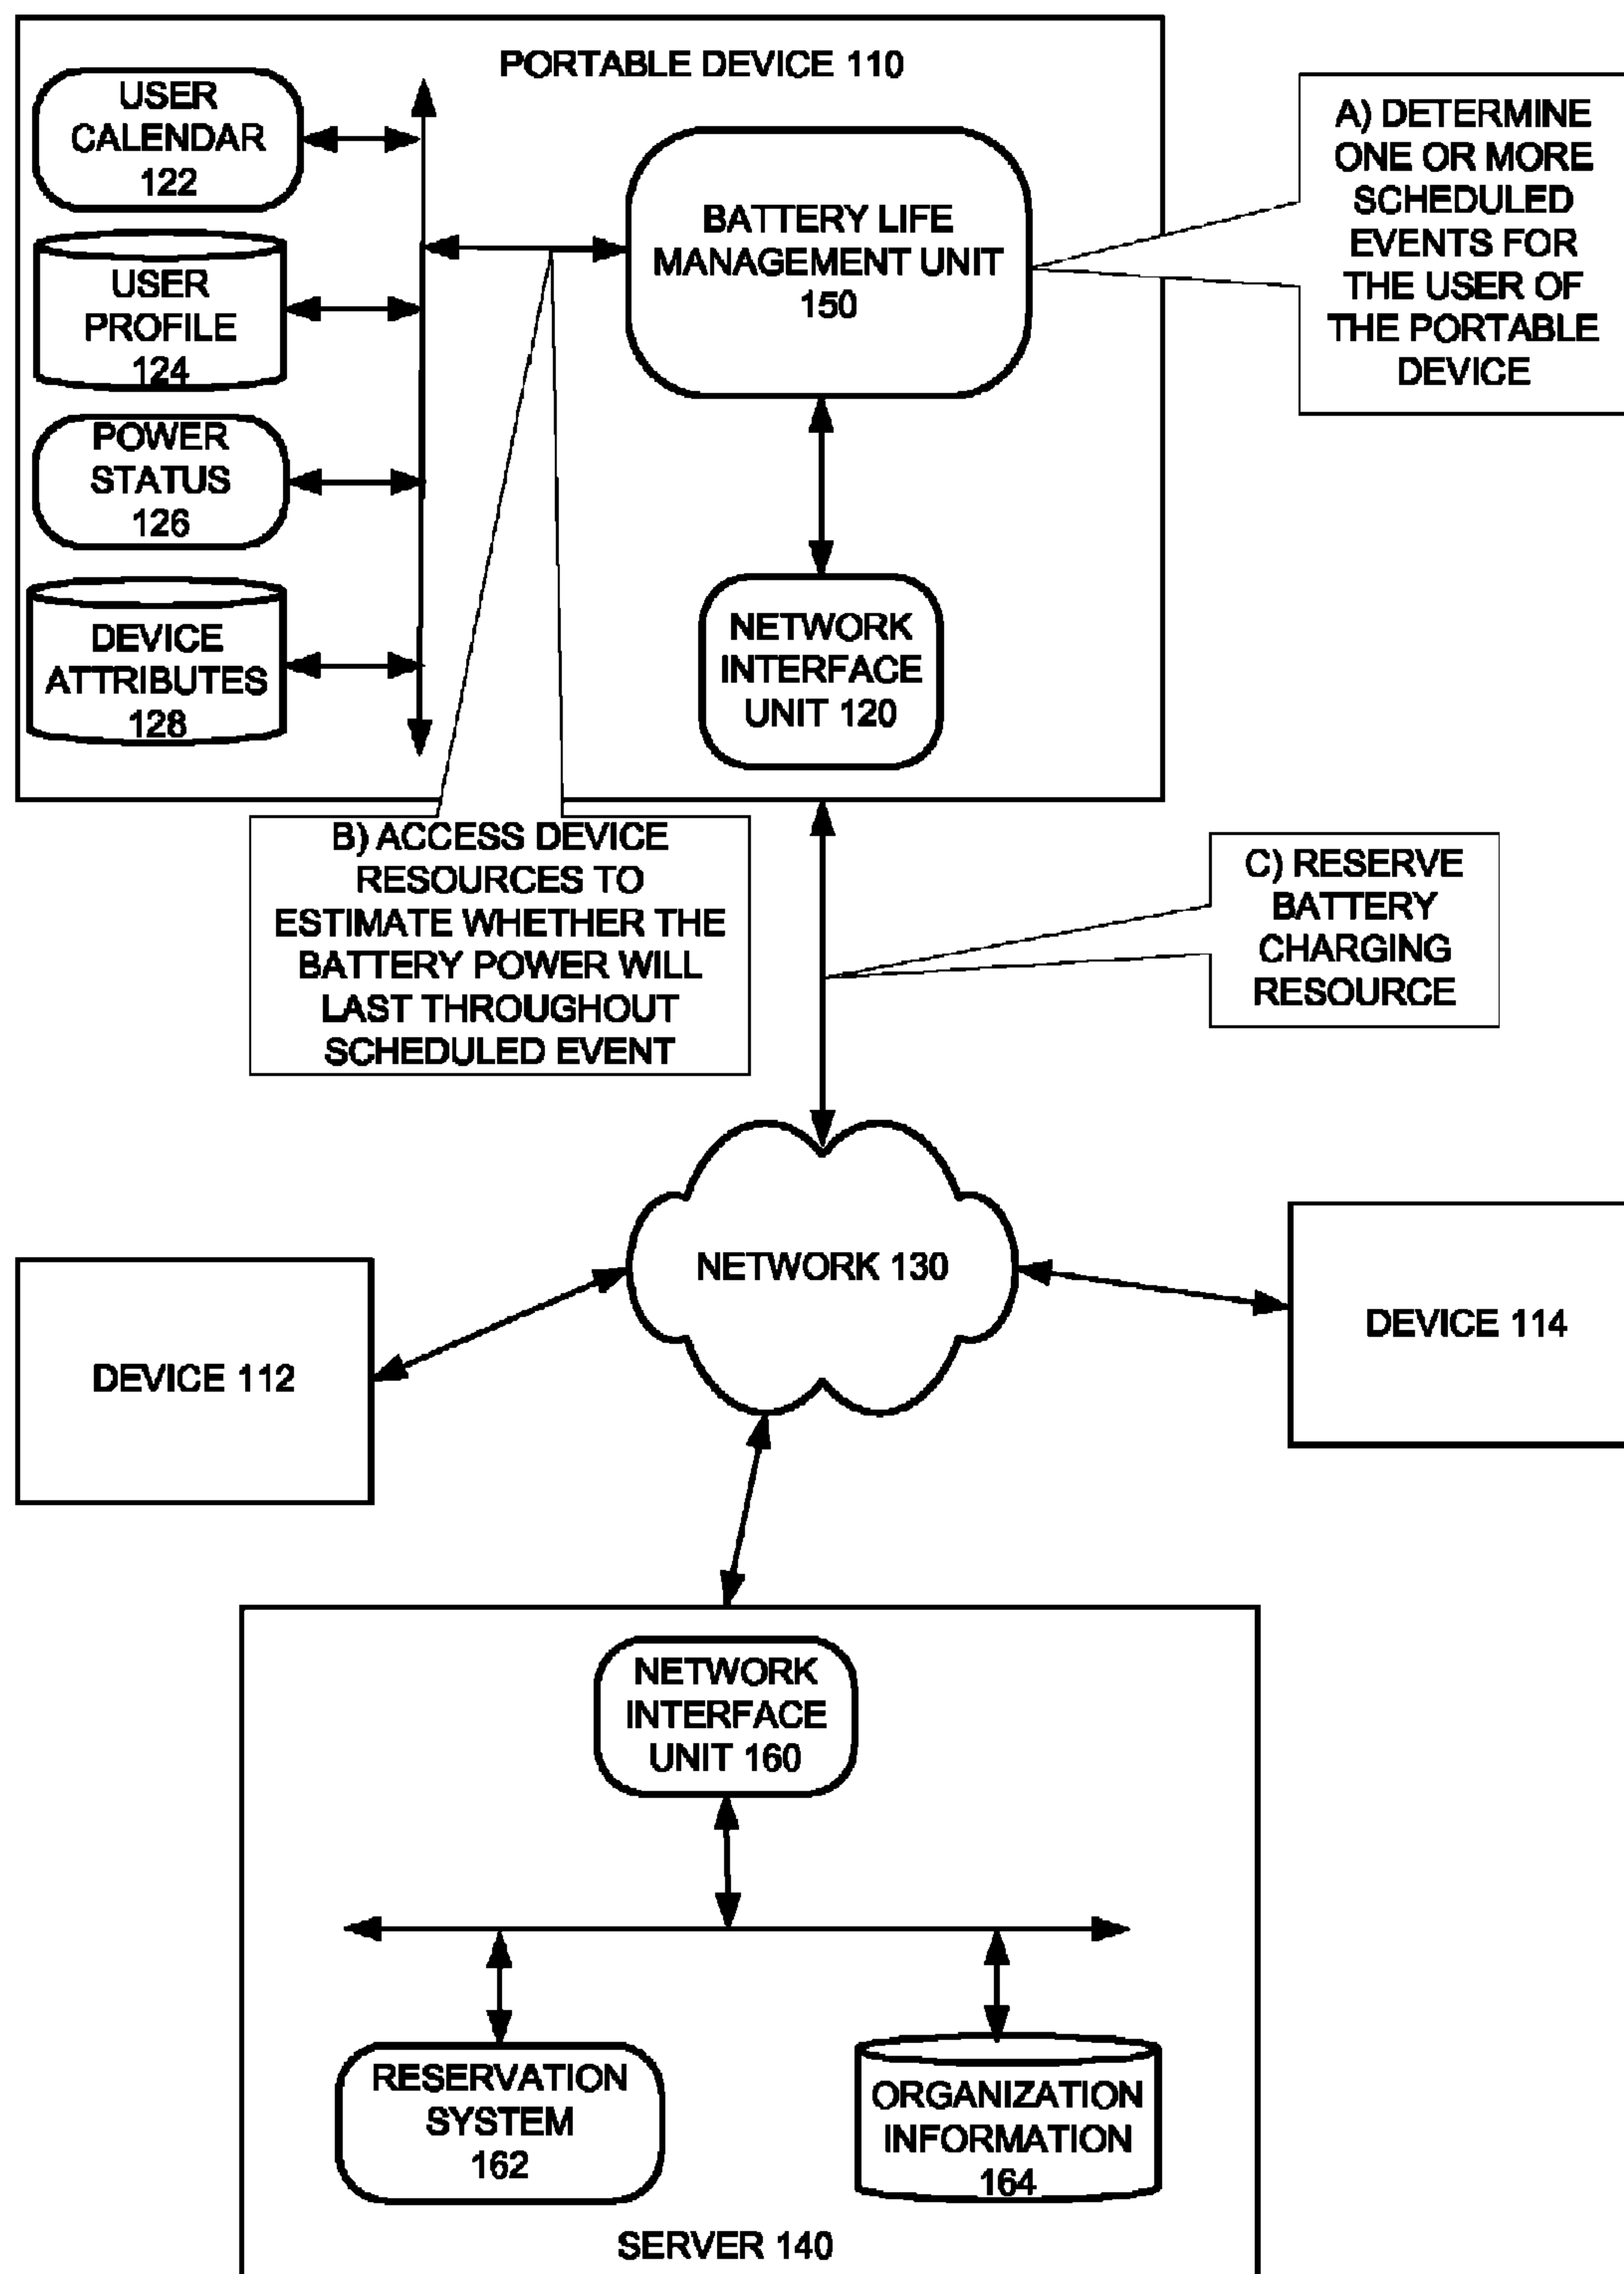 PORTABLE DEVICE 110
USER
CALENDAR
122
USER
PROFILE
124
POWER
STATUS
126
DEVICE
ATTRIBUTES
128
BATTERY LIFE
MANAGEMENT UNIT
150
NETWORK
INTERFACE
UNIT 120
A) DETERMINE
ONE OR MORE
SCHEDULED
EVENTS FOR
THE USER OF
THE PORTABLE
DEVICE
B) ACCESS DEVICE
RESOURCES TO
ESTIMATE WHETHER THE
BATTERY POWER WILL
LAST THROUGHOUT
SCHEDULED EVENT
C) RESERVE
BATTERY
CHARGING
RESOURCE
NETWORK 130
DEVICE 112
DEVICE 114
NETWORK
INTERFACE
UNIT 160
RESERVATION
SYSTEM
162
ORGANIZATION
INFORMATION
164
SERVER 140